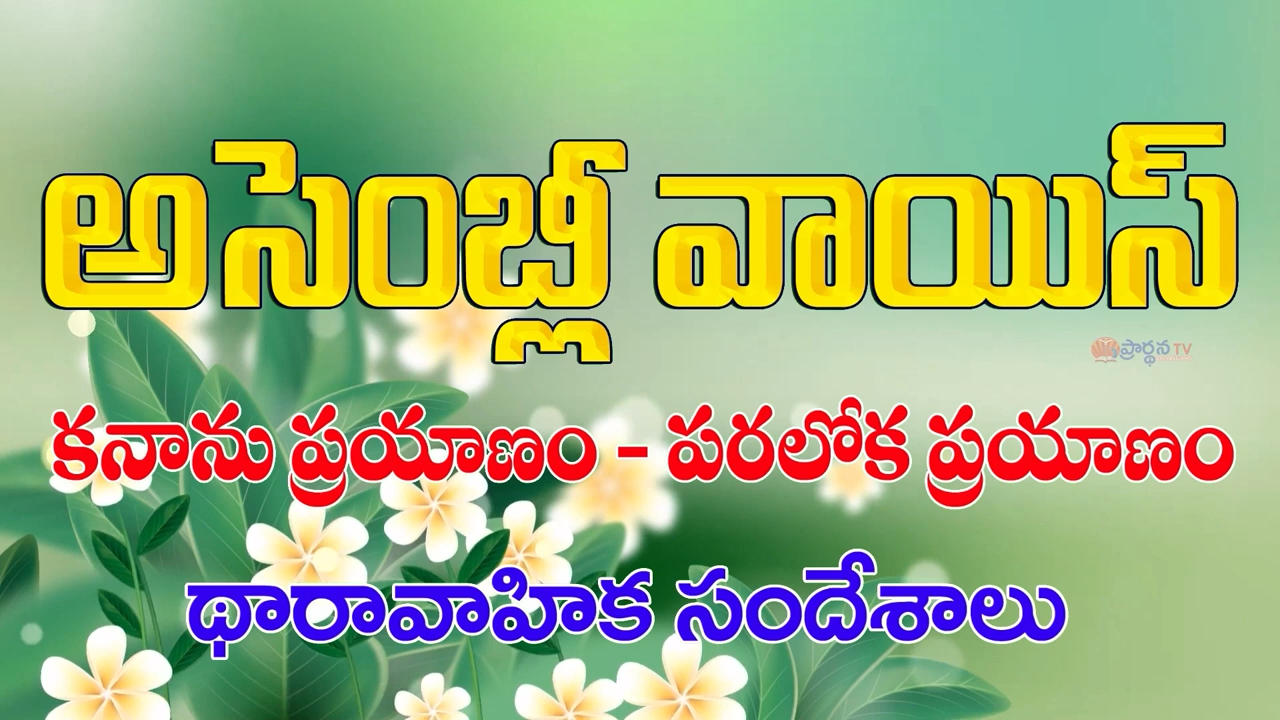 అసెంబ్లీ వాయిస్
ప్రార్థన TV
కనాను ప్రయాణం - పరలోక ప్రయాణం
థారావాహిక సందేశాలు